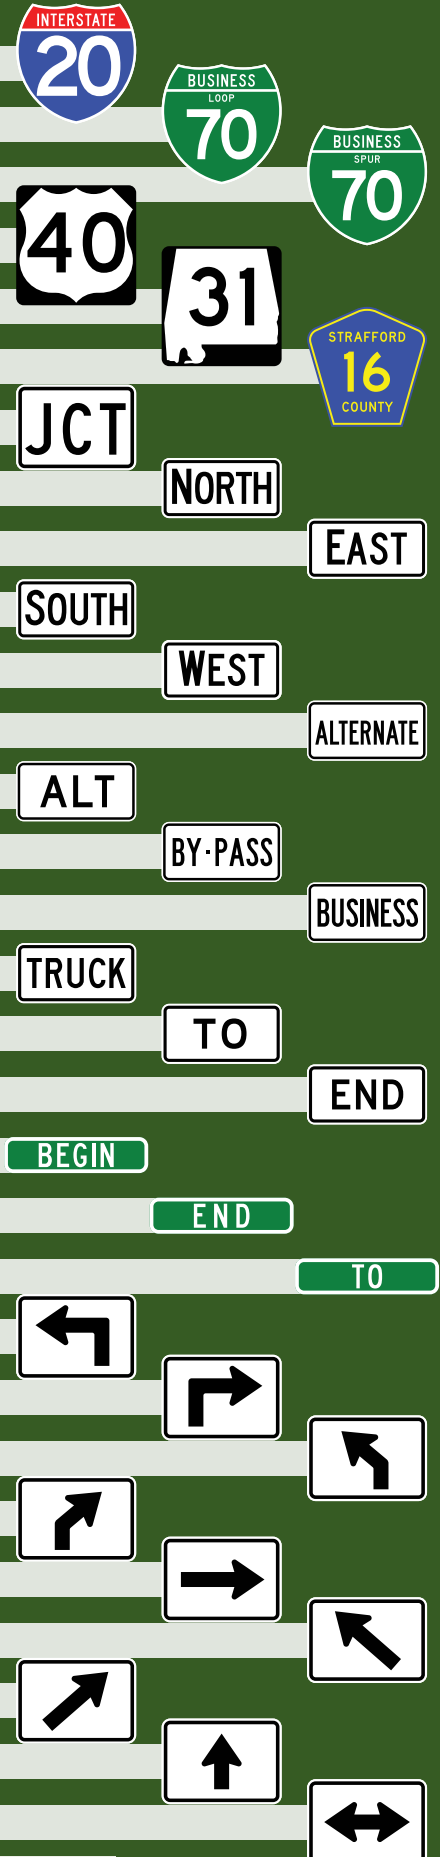 INTERSTATE
20
BUSINESS
LOOP
70
BUSINESS
SPUR
70
40
31
STRAFFORD
16
COUNTY
JCT
NORTH
EAST
SOUTH
WEST
ALTERNATE
ALT
BY-PASS
BUSINESS
TRUCK
TO
END
BEGIN
END
TO